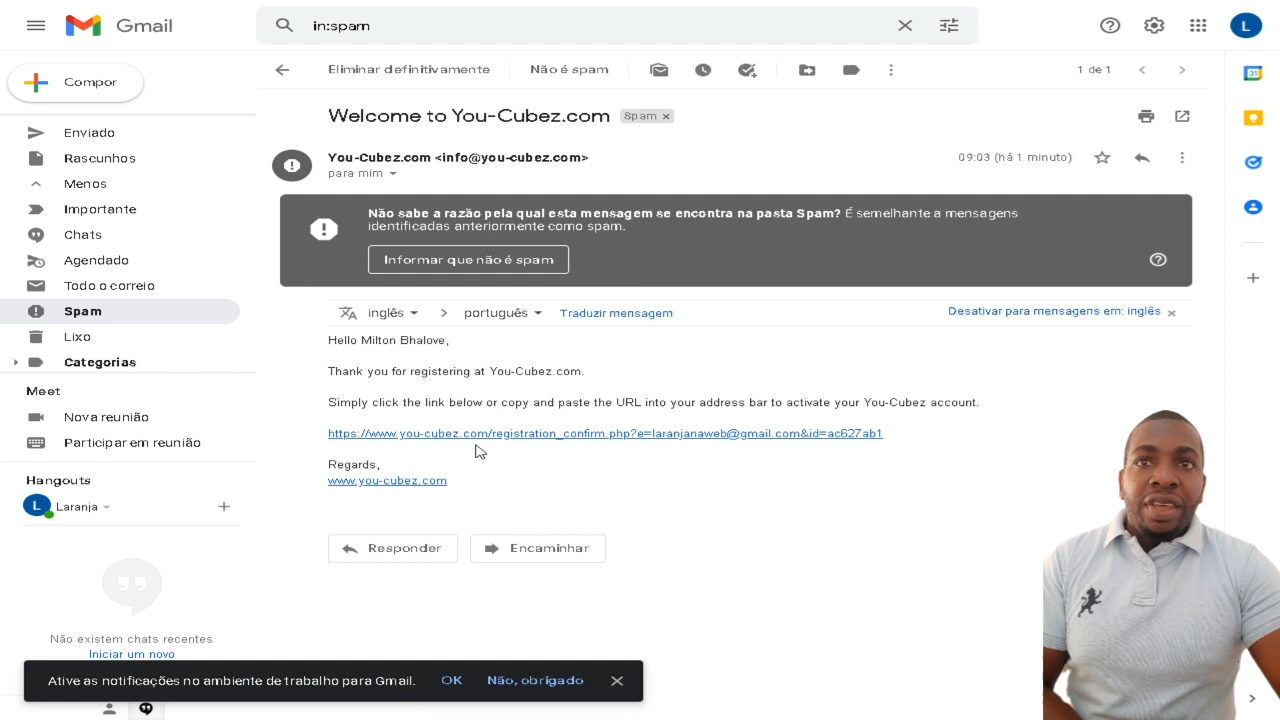 Gmail
in:spam
L
Compor
Eliminar definitivamente
Não é spam
1 de 1
31
Enviado
Rascunhos
Menos
Importante
Chats
Agendado
Todo o correio
Spam
Lixo
Categorias
Meet
Nova reunião
Participar em reunião
Hangouts
L
Laranja
Não existem chats recentes
Iniciar um novo
Welcome to You-Cubez.com
Spam x
You-Cubez.com <info@you-cubez.com>
09:03 (há 1 minuto)
para mim
Não sabe a razão pela qual esta mensagem se encontra na pasta Spam? É semelhante a mensagens
identificadas anteriormente como spam.
Informar que não é spam
inglês > português Traduzir mensagem
Desativar para mensagens em: inglês x
Hello Milton Bhalove,
Thank you for registering at You-Cubez.com.
Simply click the link below or copy and paste the URL into your address bar to activate your You-Cubez account.
https://www.you-cubez.com/registration_confirm.php?e=laranjanaweb@gmail.com&id=ac627ab1
Regards,
www.you-cubez.com
Responder
Encaminhar
Ative as notificações no ambiente de trabalho para Gmail. OK Não, obrigado